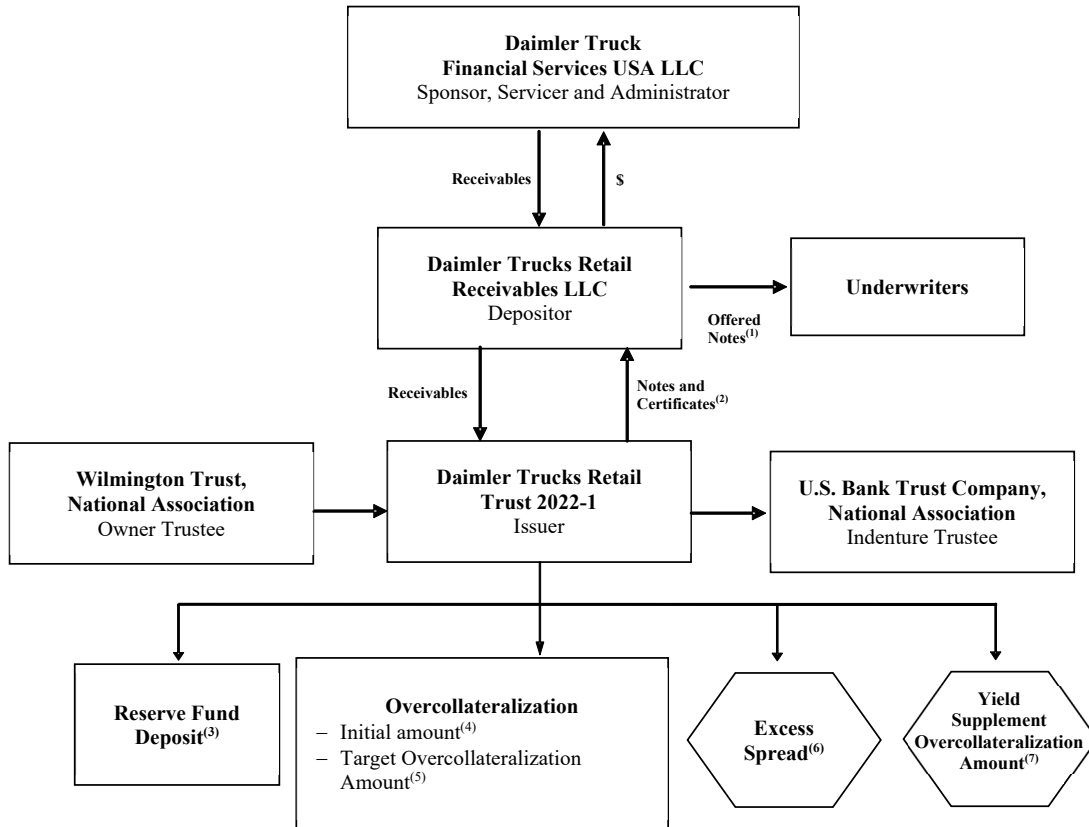 Daimler Truck
Financial Services USA LLC
Sponsor, Servicer and Administrator
Receivables
$
Daimler Trucks Retail
Receivables LLC
Depositor
Offered
Notes(1)
Underwriters
Receivables
Notes and
Certificates(2)
Wilmington Trust,
National Association
Owner Trustee
Daimler Trucks Retail
Trust 2022-1
Issuer
U.S. Bank Trust Company,
National Association
Indenture Trustee
Reserve Fund
Deposit(3)
Overcollateralization
– Initial amount(4)
– Target Overcollateralization
Amount(5)
Excess
Spread(6)
Yield
Supplement
Overcollateralization
Amount(7)